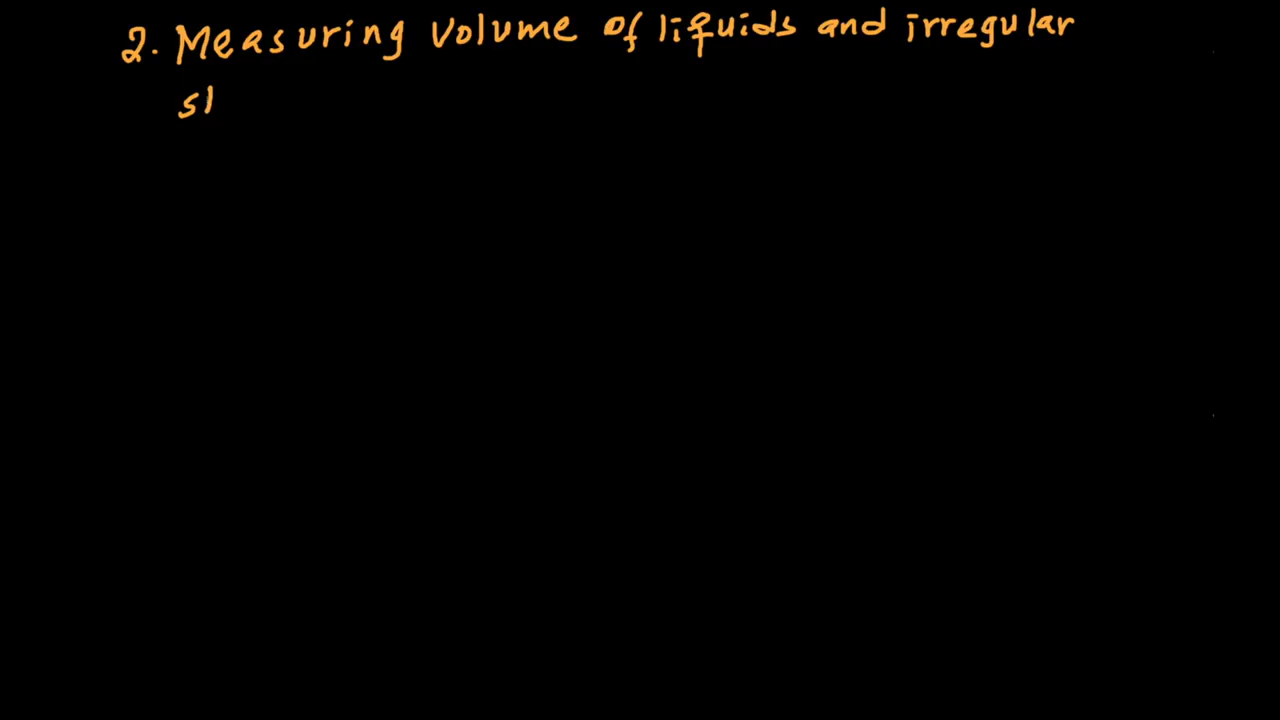 2. Measuring volume of liquids and irregular
sl